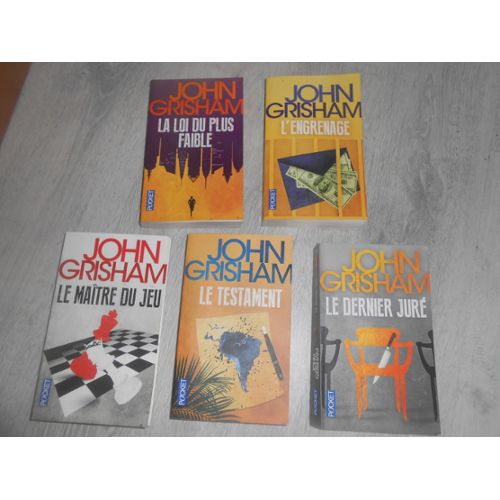 JOHN
GRISHAM
LA LOI DU PLUS
FAIBLE
POCKET
JOHN
GRISHAM
L'ENGRENAGE
POCKET
JOHN
GRISHAM
LE MAÎTRE DU JEU
POCKET
JOHN
GRISHAM
LE TESTAMENT
POCKET
JOHN
GRISHAM
LE DERNIER JURÉ
POCKET
POCKET